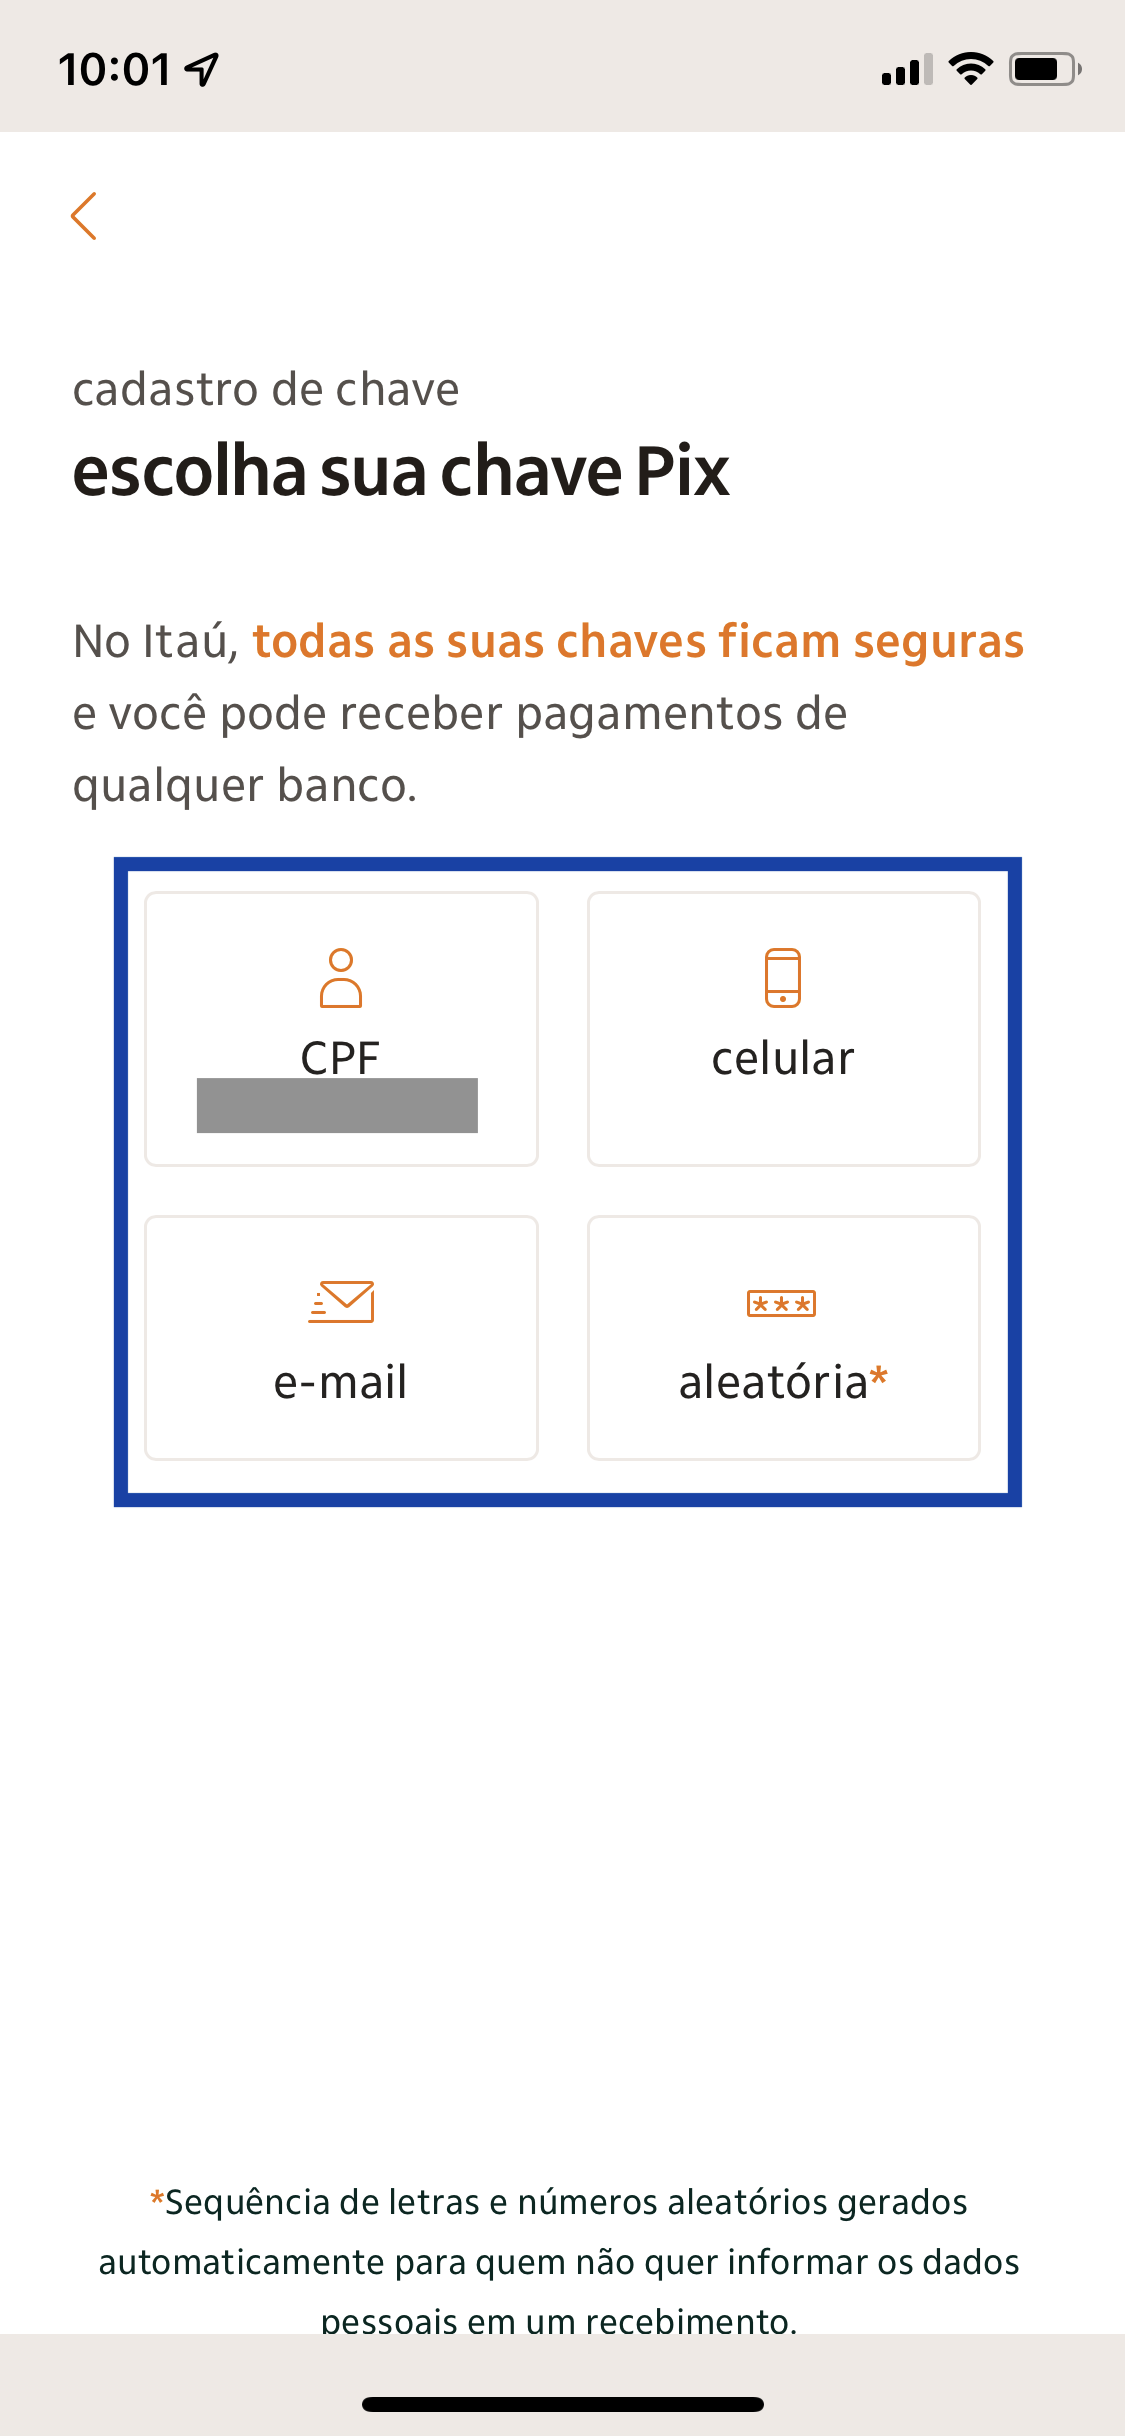 10:01
cadastro de chave
escolha sua chave Pix
No Itaú, todas as suas chaves ficam seguras
e você pode receber pagamentos de
qualquer banco.
CPF
celular
e-mail
***
aleatória*
*Sequência de letras e números aleatórios gerados
automaticamente para quem não quer informar os dados
pessoais em um recebimento.